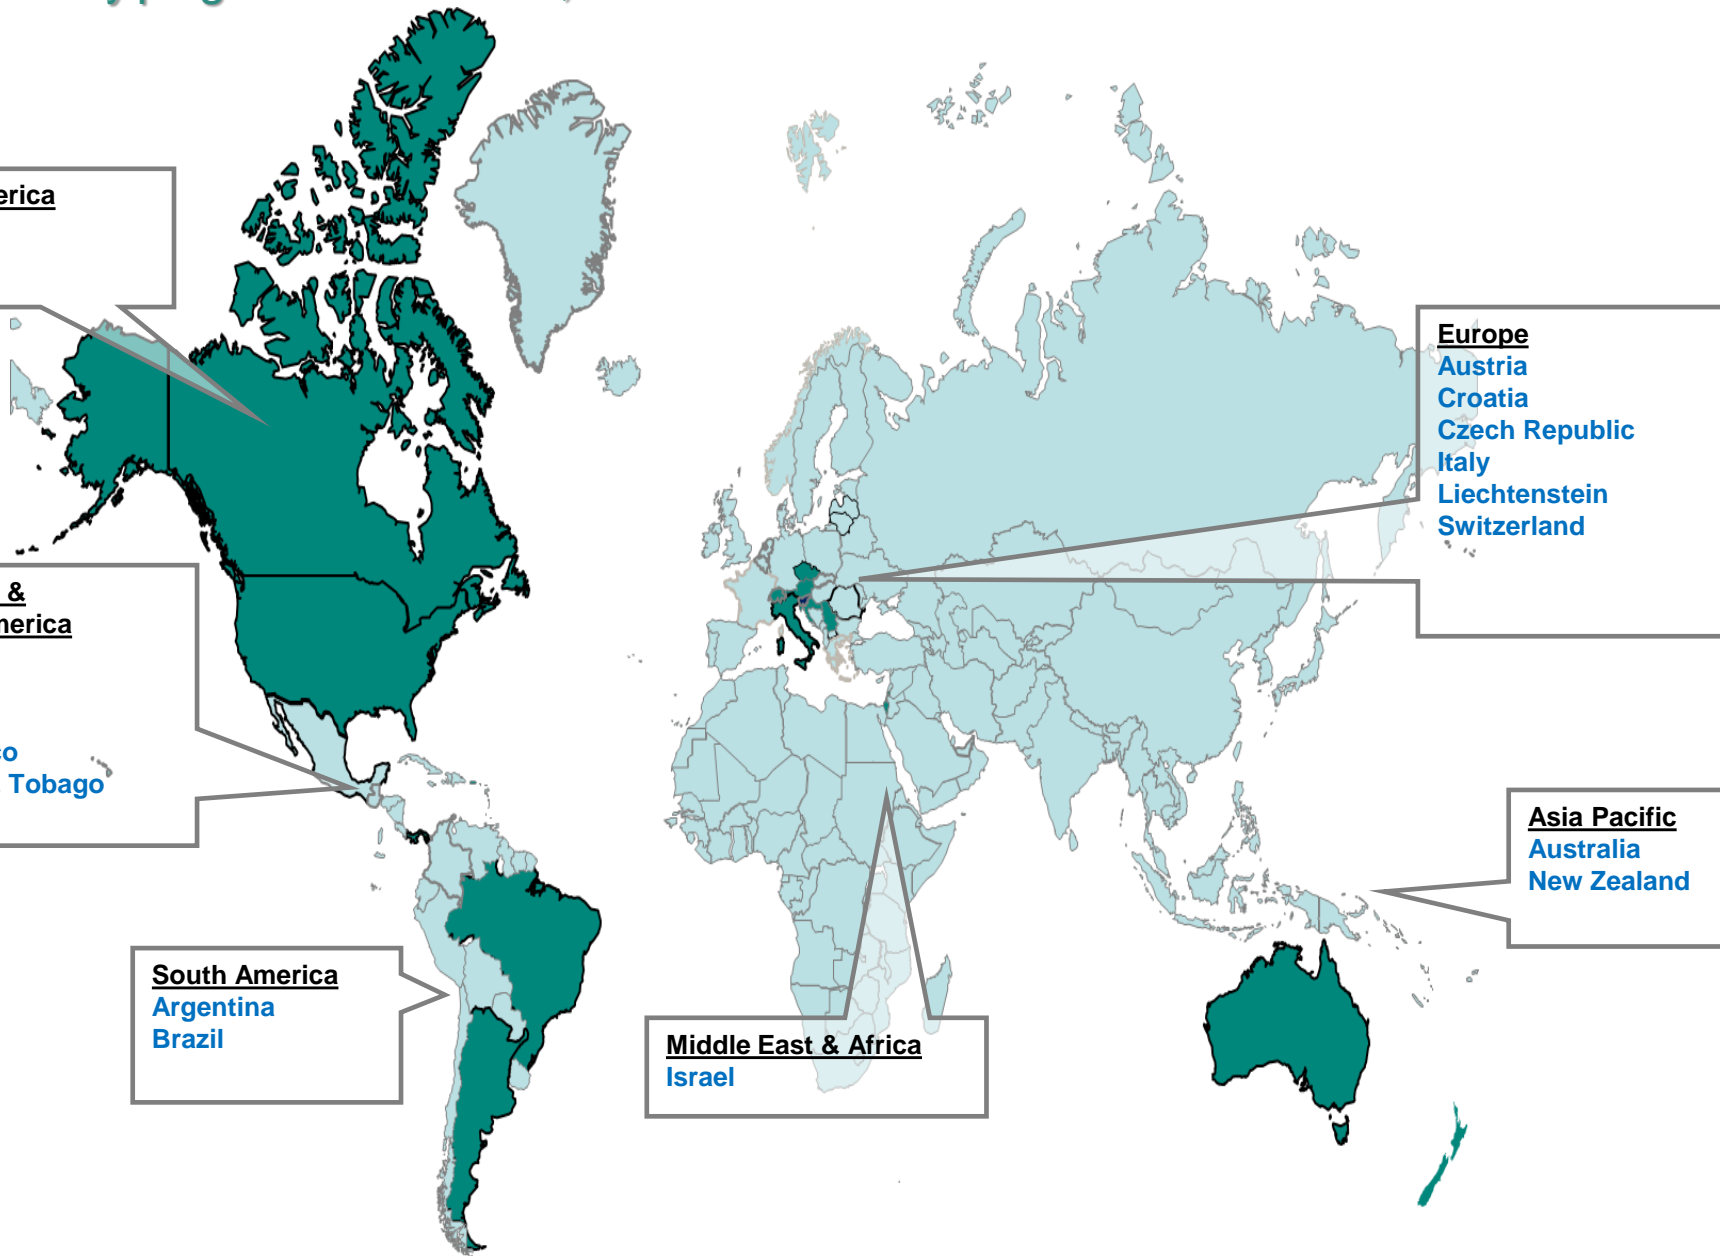 erica
&
merica
co
Tobago
South America
Argentina
Brazil
Middle East & Africa
Israel
Europe
Austria
Croatia
Czech Republic
Italy
Liechtenstein
Switzerland
Asia Pacific
Australia
New Zealand